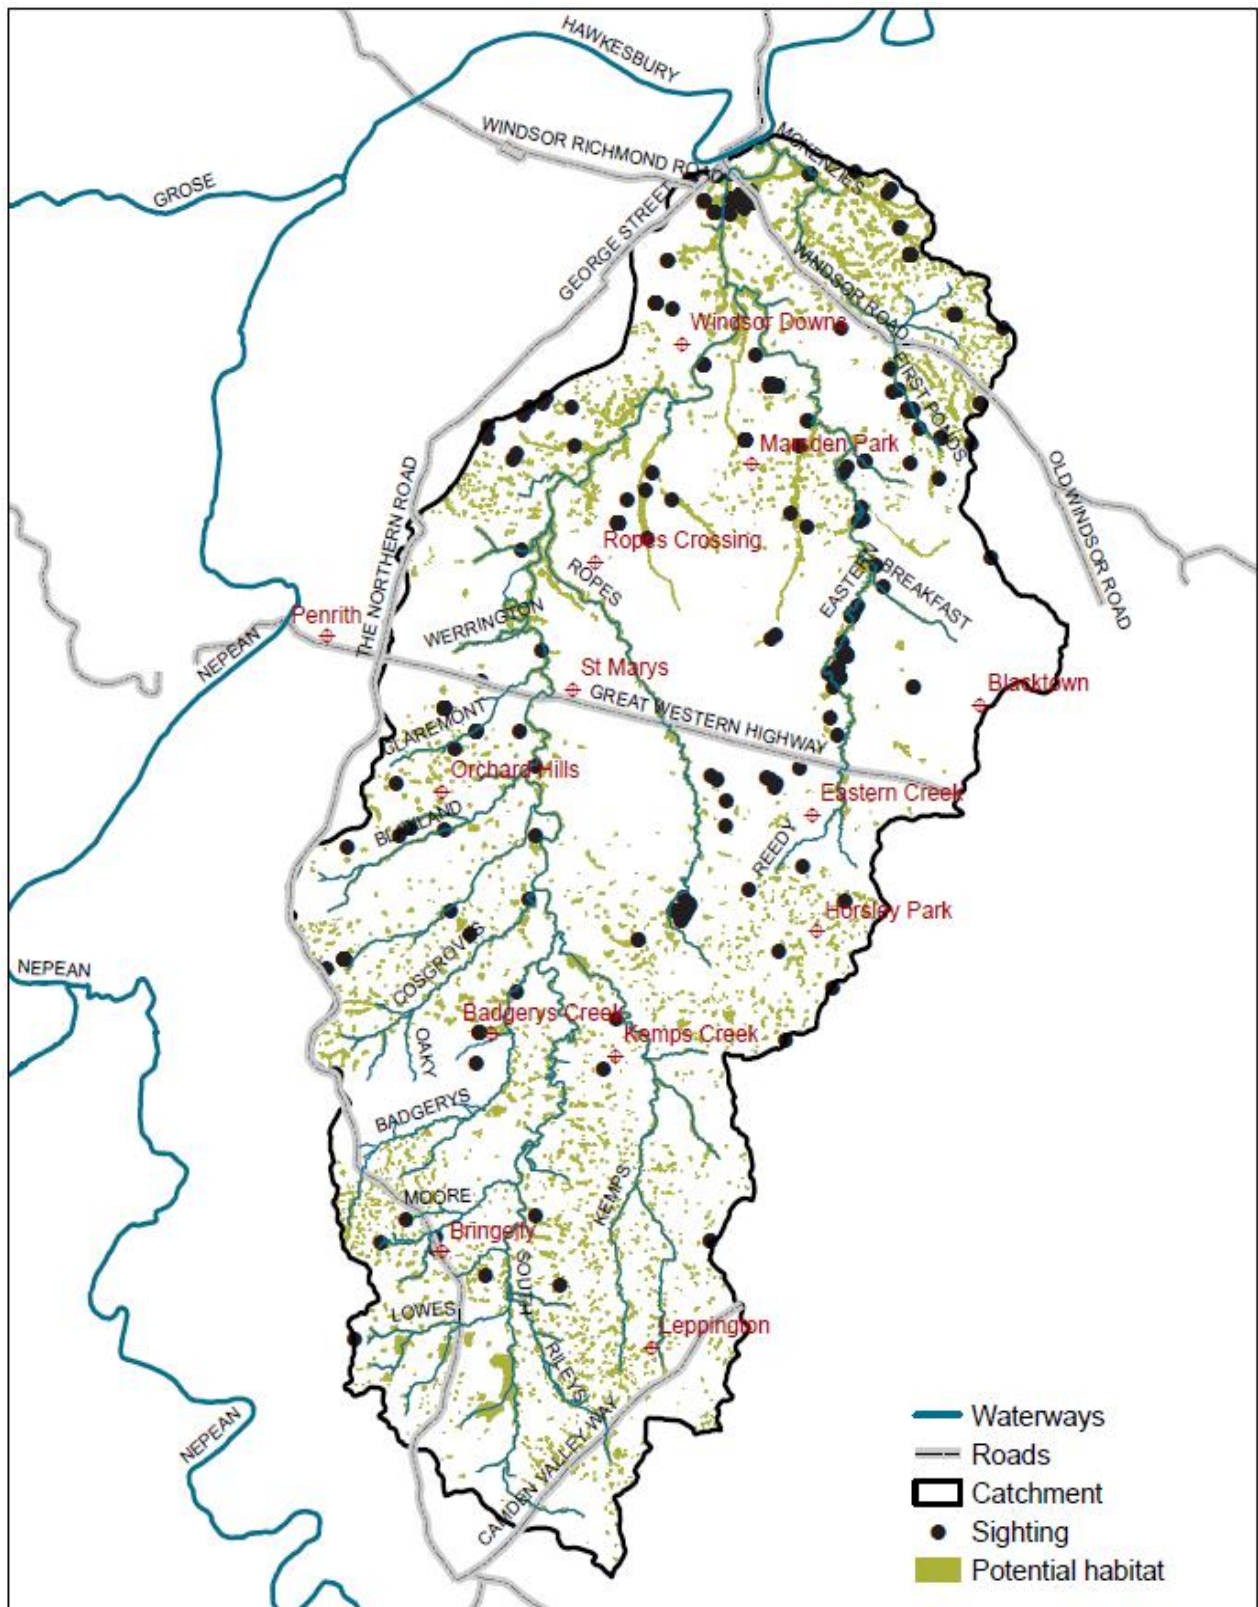 HAWKESBURY
WINDSOR RICHMOND ROAD
MCKENZIES
GROSE
GEORGE STREET
WINDSOR ROAD
Windsor Downs
FIRST PONDS
Marsden Park
OLD WINDSOR ROAD
THE NORTHERN ROAD
Ropes Crossing
ROPES
EASTERN
BREAKFAST
Penrith
WERRINGTON
NEPEAN
St Marys
Blacktown
GREAT WESTERN HIGHWAY
CLAREMONT
Orchard Hills
Eastern Creek
BLAXLAND
REEDY
Horsley Park
COSGROVES
NEPEAN
Badgerys Creek
Kemps Creek
OAKY
BADGERYS
MOORE
KEMPS
Bringelly
SOUTH
LOWES
Leppington
RILEYS
NEPEAN
CAMDEN VALLEY WAY
Waterways
Roads
Catchment
Sighting
Potential habitat